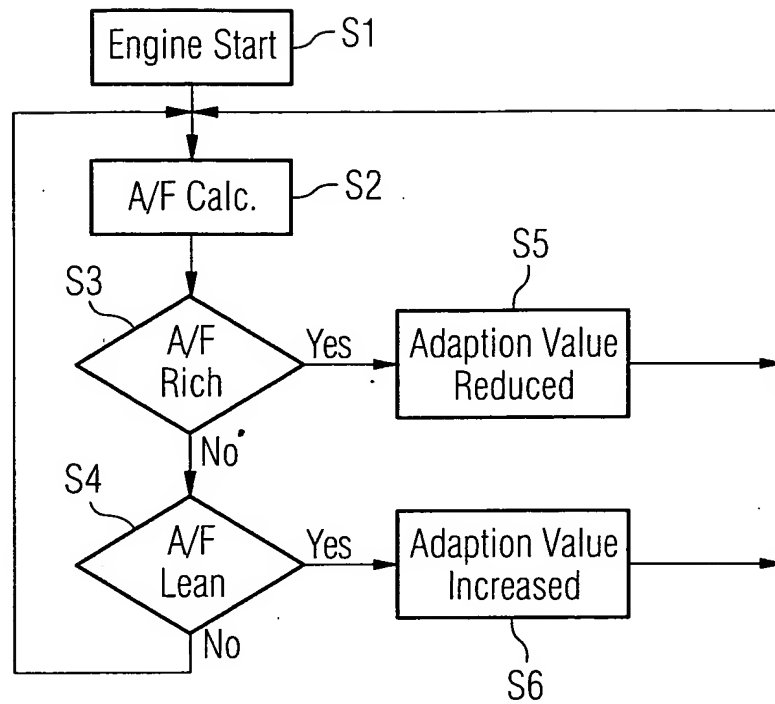 Engine Start
S1
A/F Calc.
S2
S3
A/F
Rich
Yes
S5
Adaption Value
Reduced
No
S4
A/F
Lean
Yes
Adaption Value
Increased
No
S6